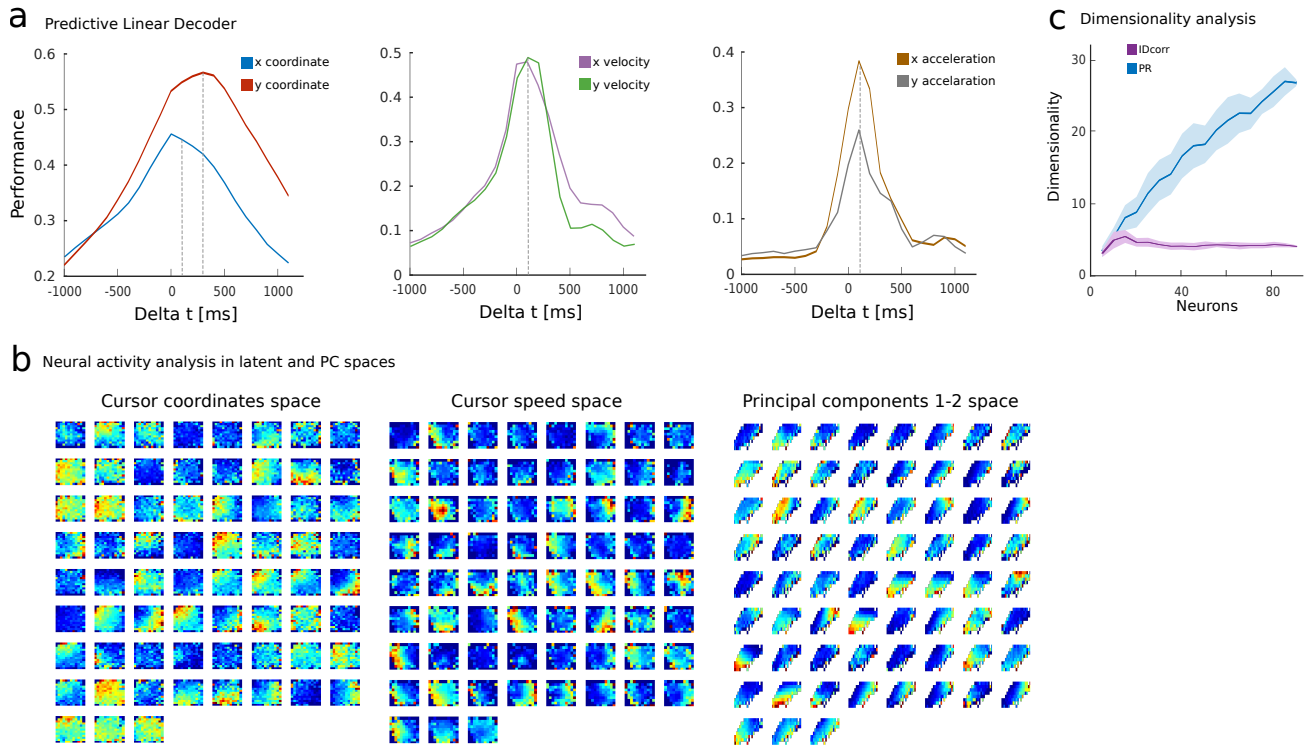 a
Predictive Linear Decoder
Performance
0.6
0.5
0.4
0.3
0.2
x coordinate
y coordinate
-1000
-500
0
500
1000
Delta t [ms]
0.5
0.4
0.3
0.2
0.1
0
x velocity
y velocity
-1000
-500
0
500
1000
Delta t [ms]
0.4
0.3
0.2
0.1
0
x acceleration
y accelaration
-1000
-500
0
500
1000
Delta t [ms]
c
Dimensionality analysis
IDcorr
PR
Dimensionality
30
20
10
0
0
40
80
Neurons
b
Neural activity analysis in latent and PC spaces
Cursor coordinates space
Cursor speed space
Principal components 1-2 space